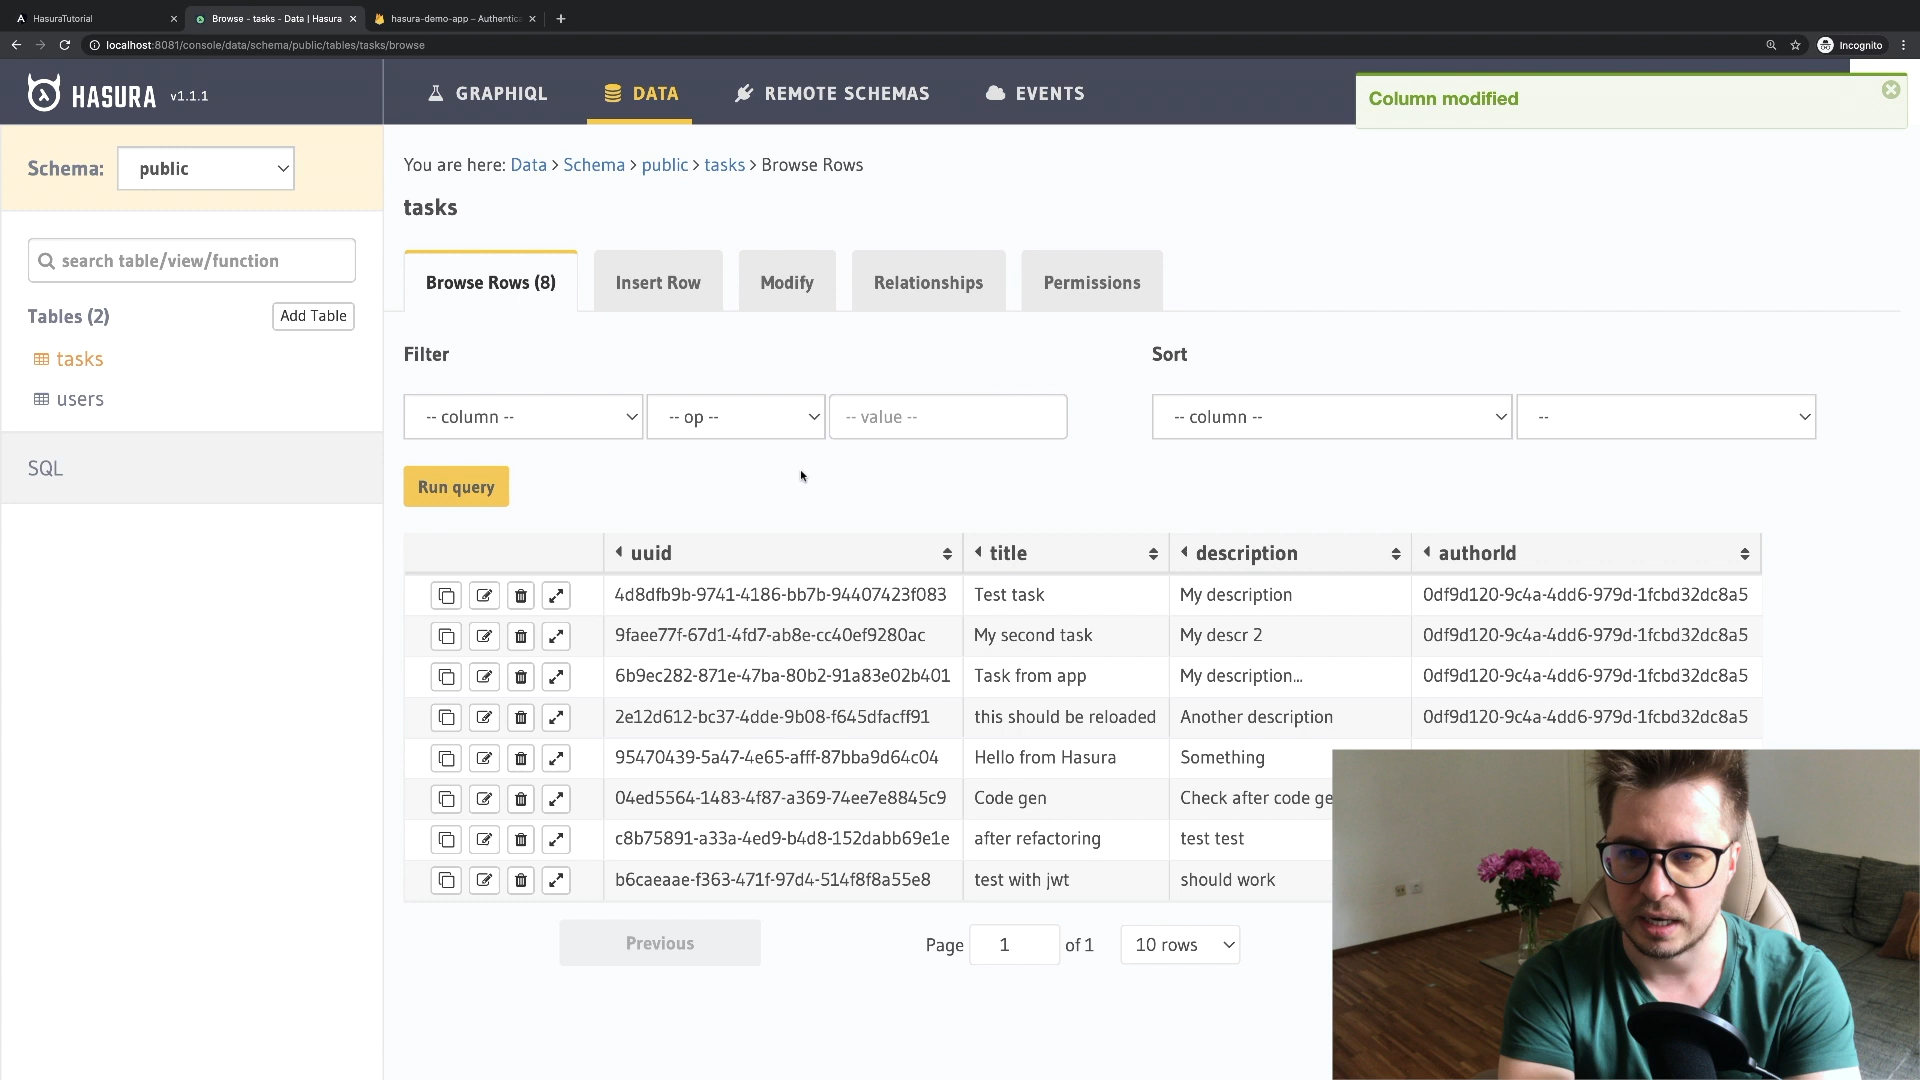 HasuraTutorial
Browse - tasks - Data | Hasura
hasura-demo-app – Authentica
localhost:8081/console/data/schema/public/tables/tasks/browse
Incognito
HASURA v1.1.1
GRAPHIQL DATA REMOTE SCHEMAS EVENTS
Column modified
Schema: public
You are here: Data > Schema > public > tasks > Browse Rows
tasks
search table/view/function
Browse Rows (8) Insert Row Modify Relationships Permissions
Tables (2) Add Table
tasks
users
SQL
Filter Sort
-- column -- -- op -- -- value -- -- column -- --
Run query
uuid title description authorId
4d8dfb9b-9741-4186-bb7b-94407423f083 Test task My description 0df9d120-9c4a-4dd6-979d-1fcbd32dc8a5
9faee77f-67d1-4fd7-ab8e-cc40ef9280ac My second task My descr 2 0df9d120-9c4a-4dd6-979d-1fcbd32dc8a5
6b9ec282-871e-47ba-80b2-91a83e02b401 Task from app My description... 0df9d120-9c4a-4dd6-979d-1fcbd32dc8a5
2e12d612-bc37-4dde-9b08-f645dfacff91 this should be reloaded Another description 0df9d120-9c4a-4dd6-979d-1fcbd32dc8a5
95470439-5a47-4e65-afff-87bba9d64c04 Hello from Hasura Something
04ed5564-1483-4f87-a369-74ee7e8845c9 Code gen Check after code ge
c8b75891-a33a-4ed9-b4d8-152dabb69e1e after refactoring test test
b6caeaae-f363-471f-97d4-514f8f8a55e8 test with jwt should work
Previous Page 1 of 1 10 rows